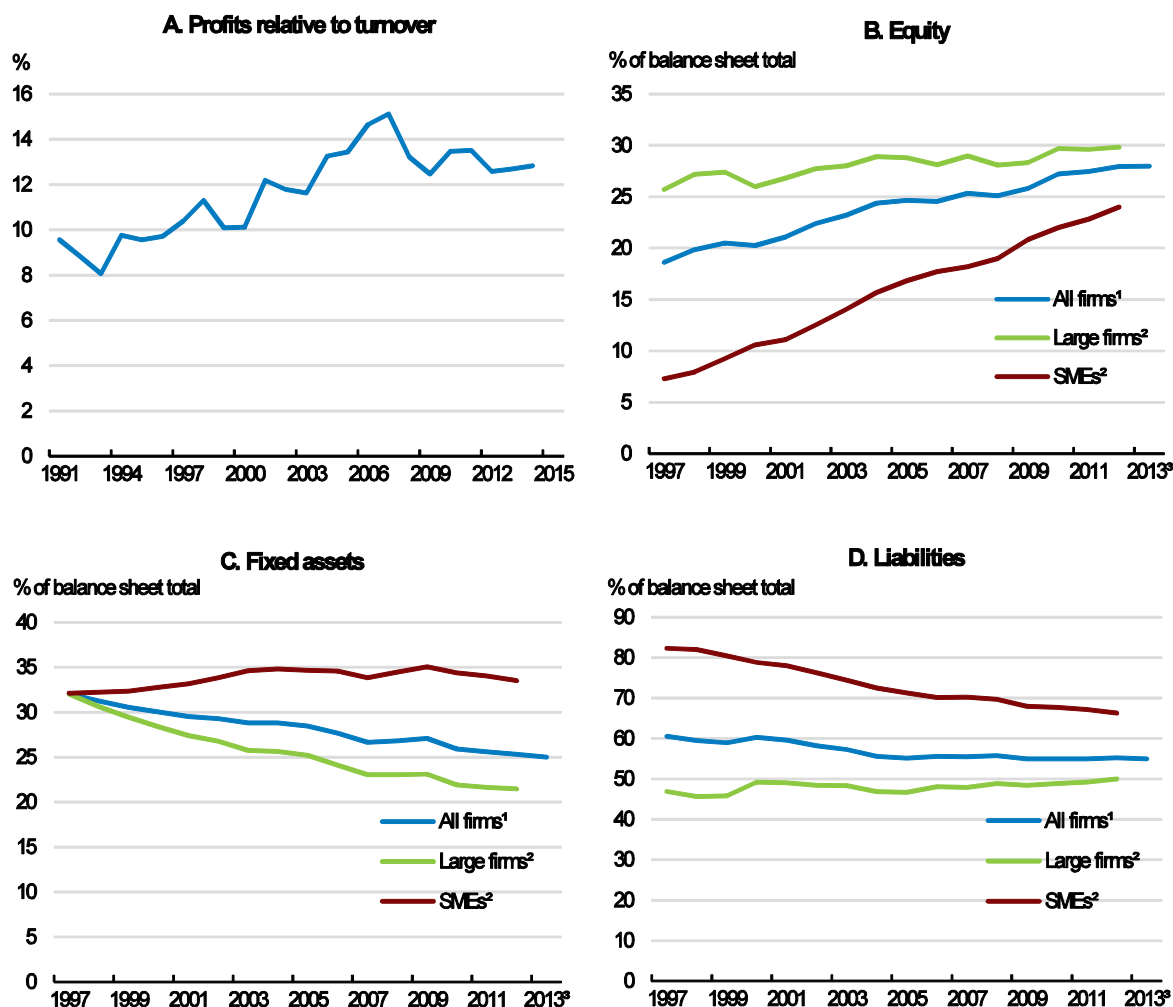 A. Profits relative to turnover
%
16
14
12
10
8
6
4
2
0
1991 1994 1997 2000 2003 2006 2009 2012 2015
B. Equity
% of balance sheet total
35
30
25
20
15
10
5
0
All firms¹
Large firms²
SMEs²
1997 1999 2001 2003 2005 2007 2009 2011 2013³
C. Fixed assets
% of balance sheet total
40
35
30
25
20
15
10
5
0
All firms¹
Large firms²
SMEs²
1997 1999 2001 2003 2005 2007 2009 2011 2013³
D. Liabilities
% of balance sheet total
90
80
70
60
50
40
30
20
10
0
All firms¹
Large firms²
SMEs²
1997 1999 2001 2003 2005 2007 2009 2011 2013³